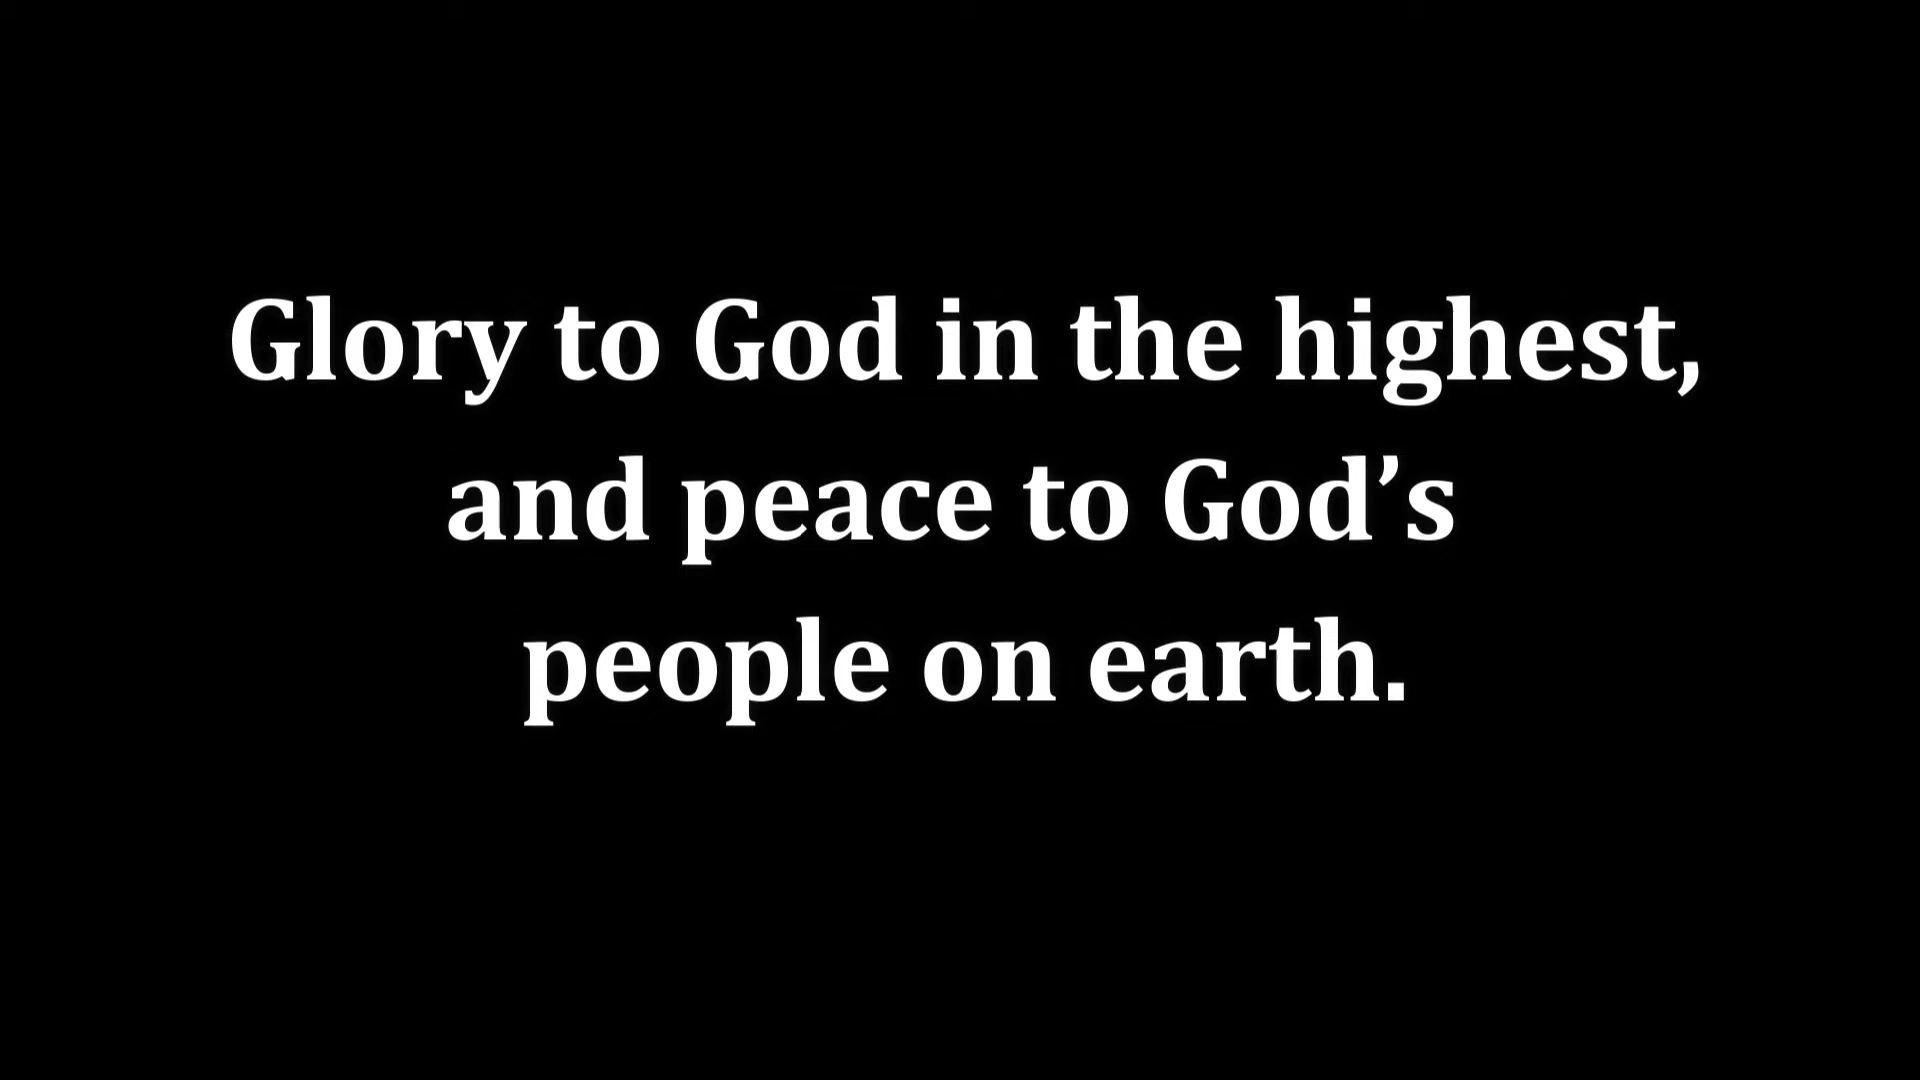 Glory to God in the highest,
and peace to God’s
people on earth.